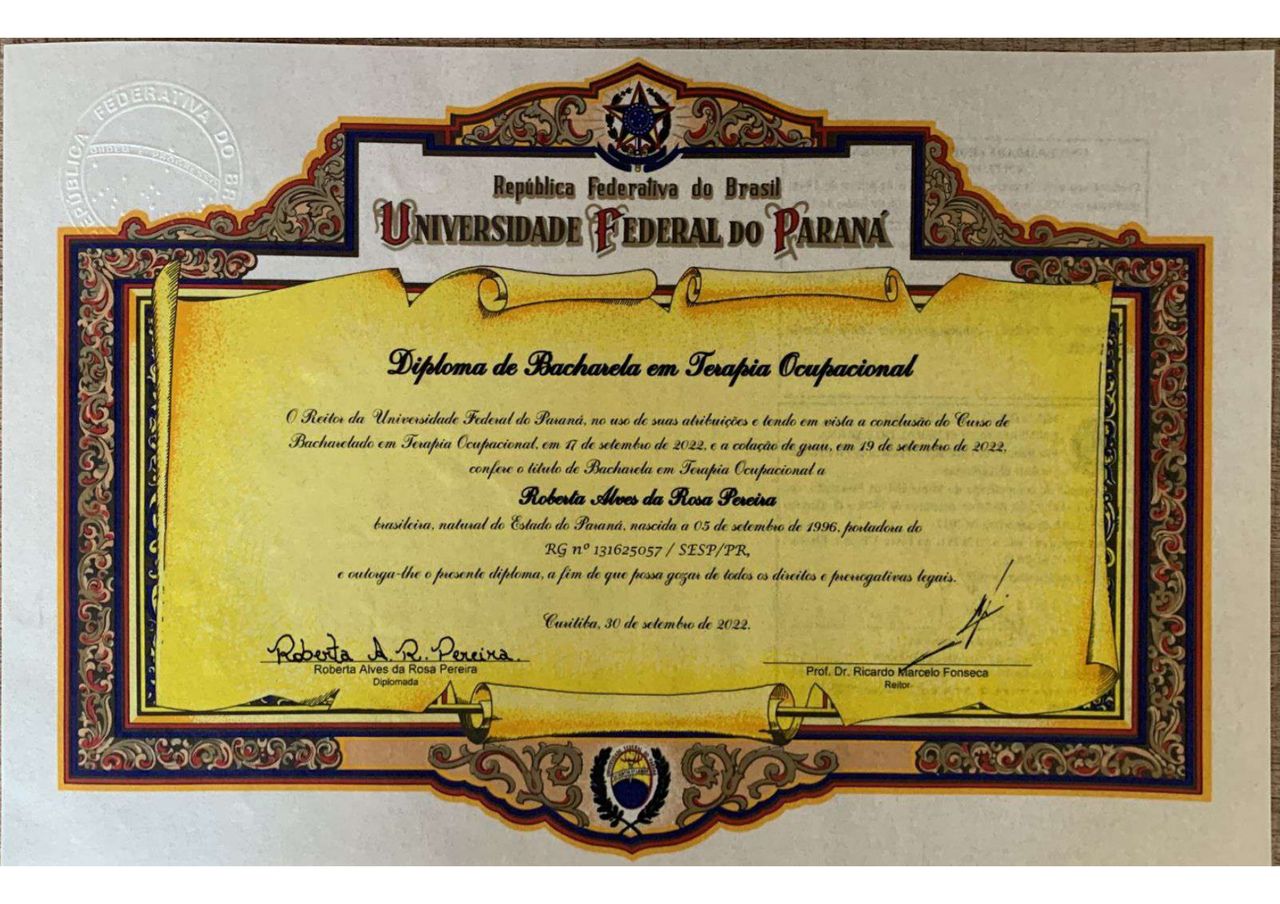 REPÚBLICA FEDERATIVA DO BRA
ORDEM E PROGRESSO
República Federativa do Brasil
UNIVERSIDADE FEDERAL DO PARANÁ
Diploma de Bacharela em Terapia Ocupacional
O Reitor da Universidade Federal do Paraná, no uso de suas atribuições e tendo em vista a conclusão do Curso de
Bacharelado em Terapia Ocupacional, em 17 de setembro de 2022, e a colação de grau, em 19 de setembro de 2022,
confere o título de Bacharela em Terapia Ocupacional a
Roberta Alves da Rosa Pereira
brasileira, natural do Estado do Paraná, nascida a 05 de setembro de 1996, portadora do
RG nº 131625057 / SESP/PR,
e outorga-lhe o presente diploma, a fim de que possa gozar de todos os direitos e prerrogativas legais.
Curitiba, 30 de setembro de 2022.
Roberta A. R. Pereira.
Roberta Alves da Rosa Pereira
Diplomada
Prof. Dr. Ricardo Marcelo Fonseca
Reitor